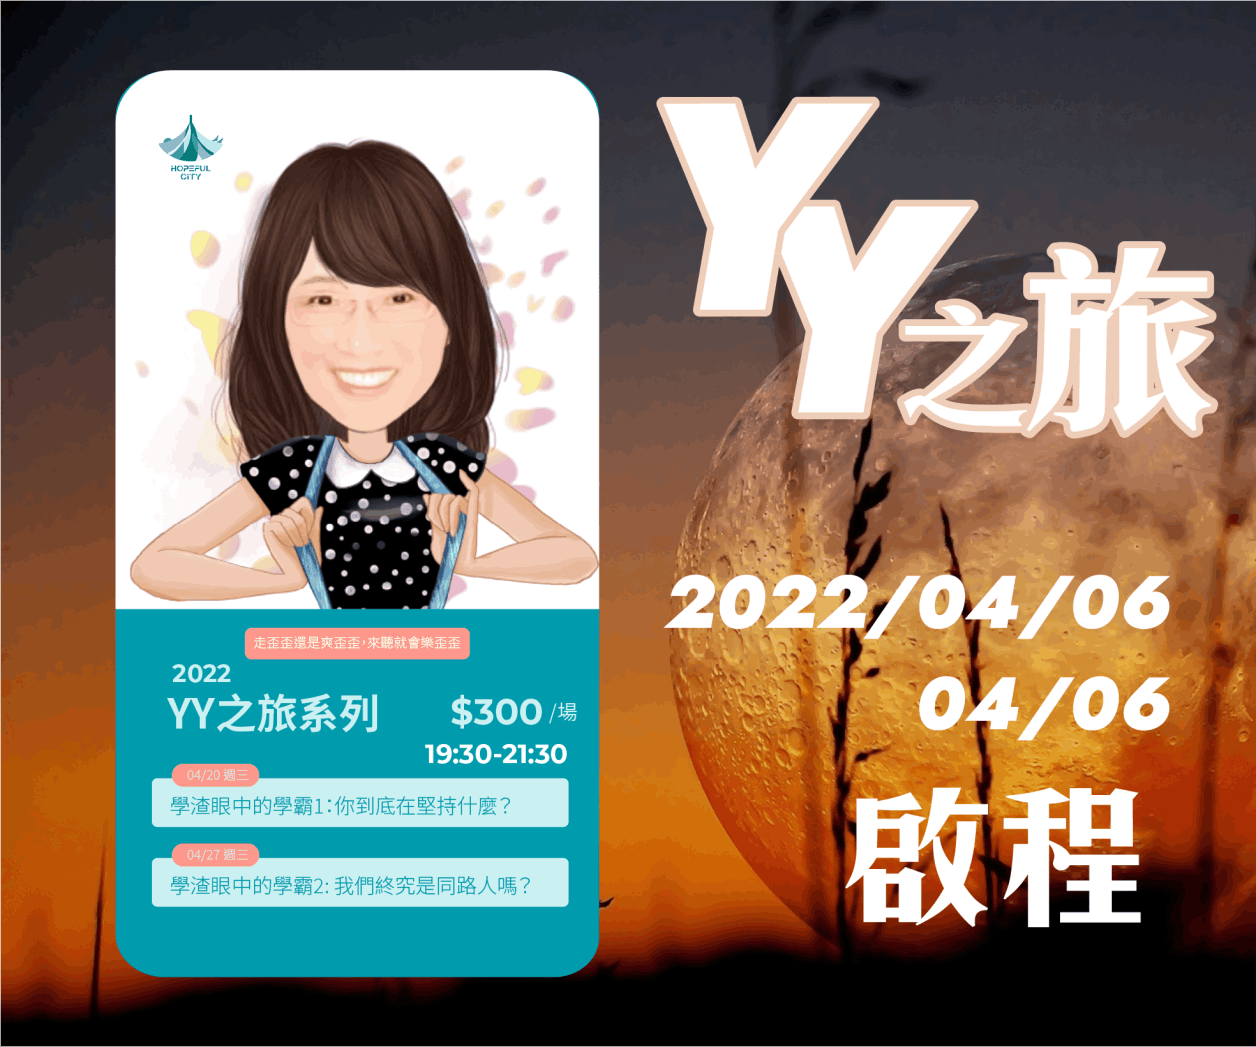 HOPEFUL
CITY
走歪歪還是爽歪歪，來聽就會樂歪歪
2022
YY之旅系列
$300 /場
19:30-21:30
04/20 週三
學渣眼中的學霸1：你到底在堅持什麼？
04/27 週三
學渣眼中的學霸2: 我們終究是同路人嗎？
YY之旅
2022/04/06
04/06
啟程